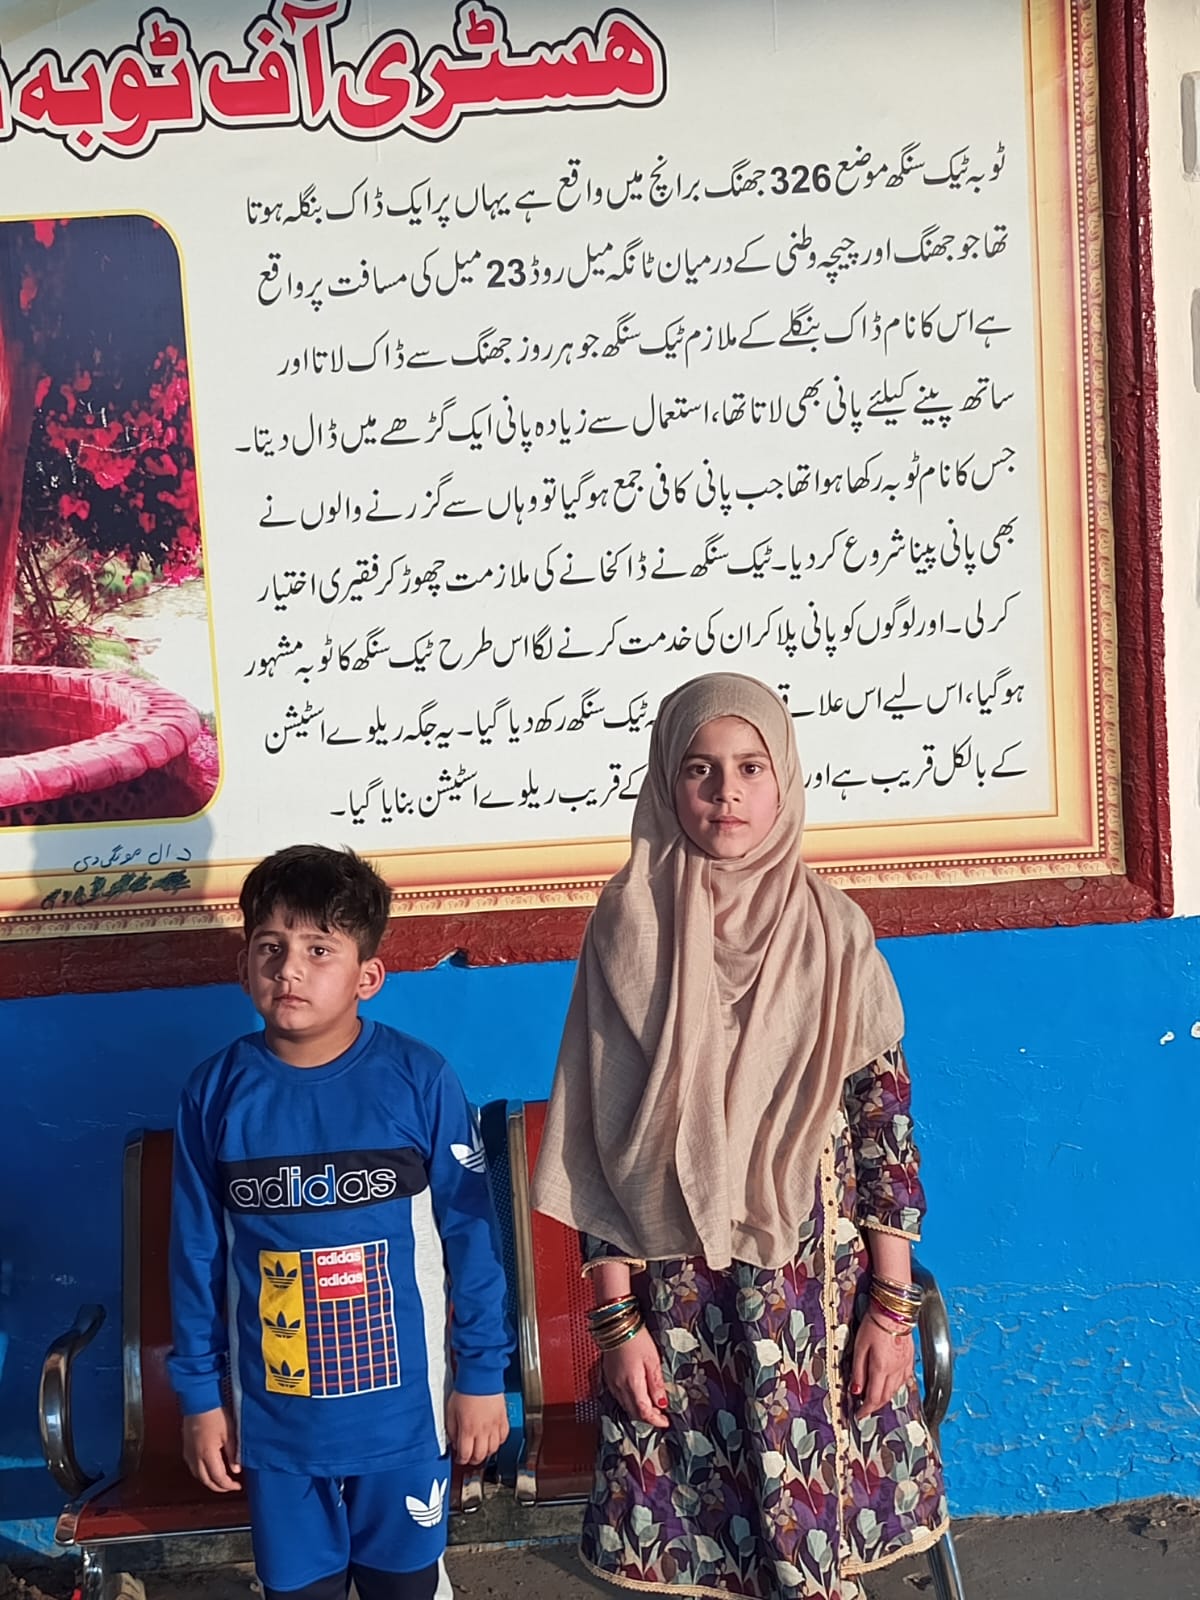 ہسٹری آف ٹوبہ
ٹوبہ ٹیک سنگھ موضع 326 جھنگ برانچ میں واقع ہے یہاں پر ایک ڈاک بنگلہ ہوتا
تھا جو جھنگ اور چیچہ وطنی کے درمیان ٹانگہ میل روڈ 23 میل کی مسافت پر واقع
ہے اس کا نام ڈاک بنگلے کے ملازم ٹیک سنگھ جو ہر روز جھنگ سے ڈاک لاتا اور
ساتھ پینے کیلئے پانی بھی لاتا تھا، استعمال سے زیادہ پانی ایک گڑھے میں ڈال دیتا۔
جس کا نام ٹوبہ رکھا ہوا تھا جب پانی کافی جمع ہو گیا تو وہاں سے گزرنے والوں نے
بھی پانی پینا شروع کر دیا۔ ٹیک سنگھ نے ڈاکخانے کی ملازمت چھوڑ کر فقیری اختیار
کر لی۔ اور لوگوں کو پانی پلا کر ان کی خدمت کرنے لگا اس طرح ٹیک سنگھ کا ٹوبہ مشہور
ہو گیا، اس لیے اس علاقے ٹیک سنگھ رکھ دیا گیا۔ یہ جگہ ریلوے اسٹیشن
کے بالکل قریب ہے اور کے قریب ریلوے اسٹیشن بنایا گیا۔
دال مونگی دی
adidas
adidas
adidas